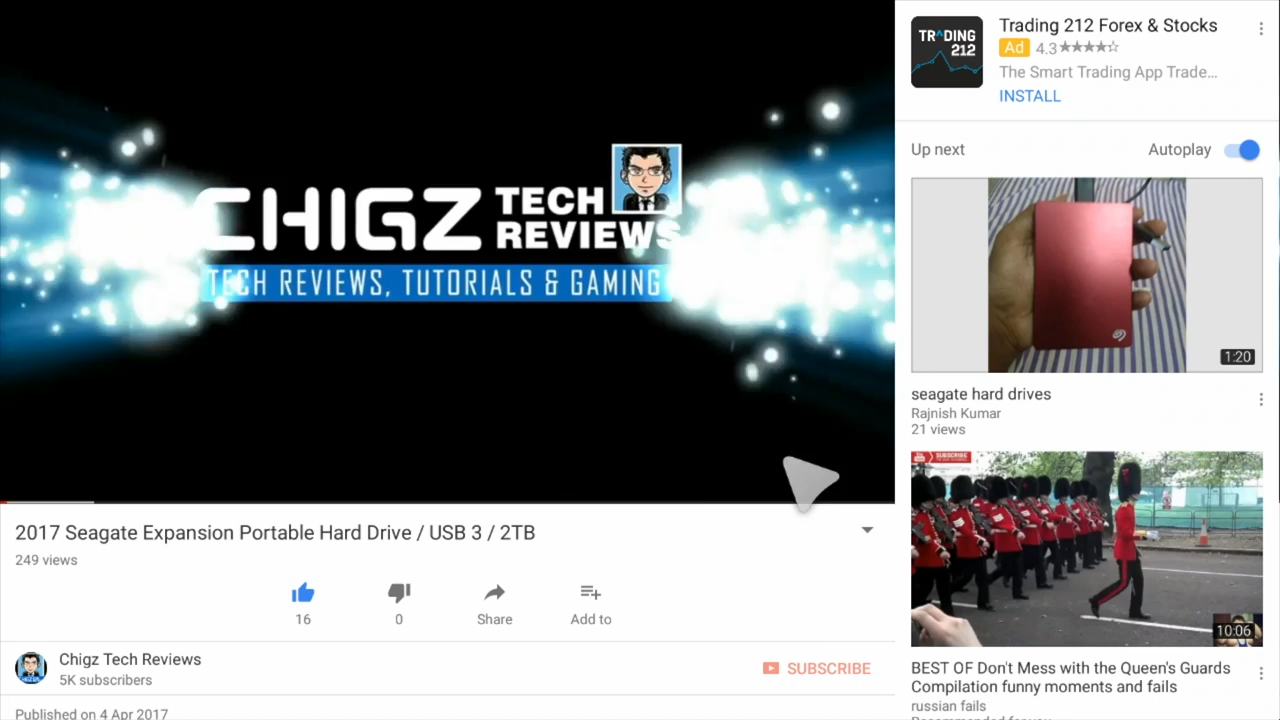 CHIGZ TECH
REVIEWS
TECH REVIEWS, TUTORIALS & GAMING
2017 Seagate Expansion Portable Hard Drive / USB 3 / 2TB
249 views
16
0
Share
Add to
Chigz Tech Reviews
5K subscribers
SUBSCRIBE
Published on 4 Apr 2017
TRADING
212
Trading 212 Forex & Stocks
Ad 4.3
The Smart Trading App Trade...
INSTALL
Up next
Autoplay
1:20
seagate hard drives
Rajnish Kumar
21 views
SUBSCRIBE
10:06
BEST OF Don't Mess with the Queen's Guards
Compilation funny moments and fails
russian fails
Recommended for you